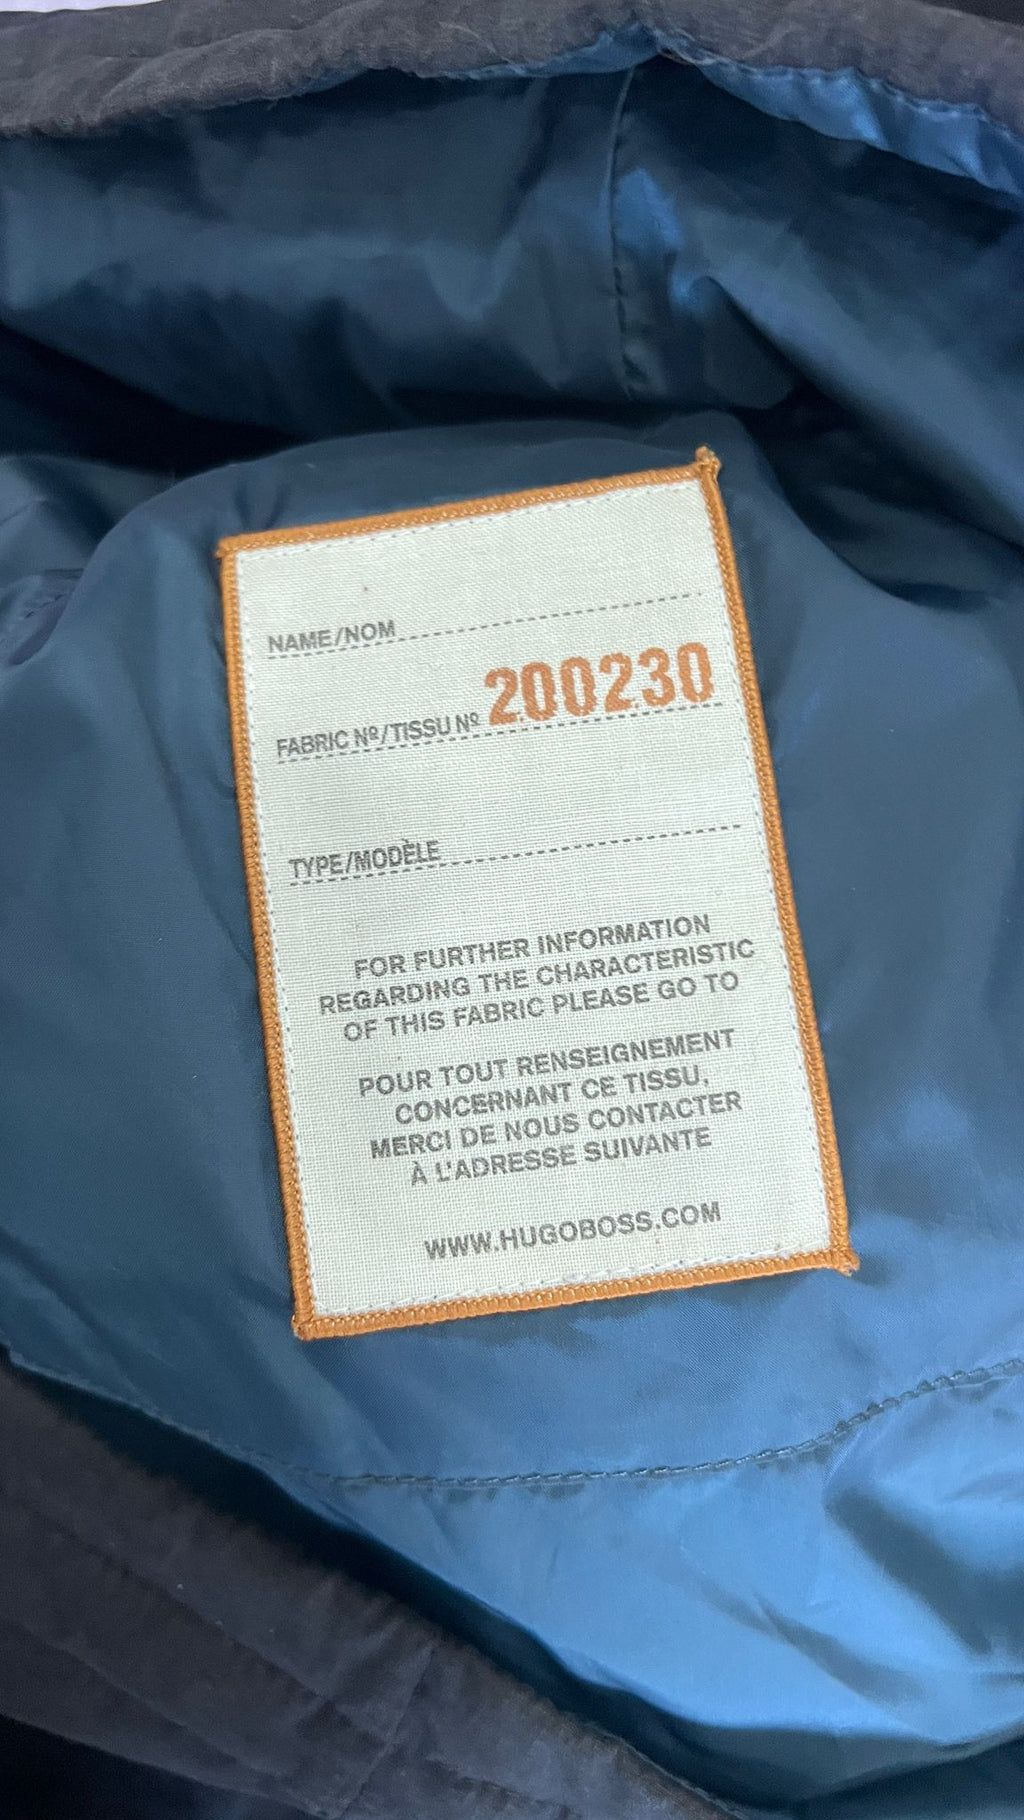 NAME/NOM
FABRIC Nº/TISSU Nº 200230
TYPE/MODÈLE
FOR FURTHER INFORMATION
REGARDING THE CHARACTERISTIC
OF THIS FABRIC PLEASE GO TO
POUR TOUT RENSEIGNEMENT
CONCERNANT CE TISSU,
MERCI DE NOUS CONTACTER
À L'ADRESSE SUIVANTE
WWW.HUGOBOSS.COM